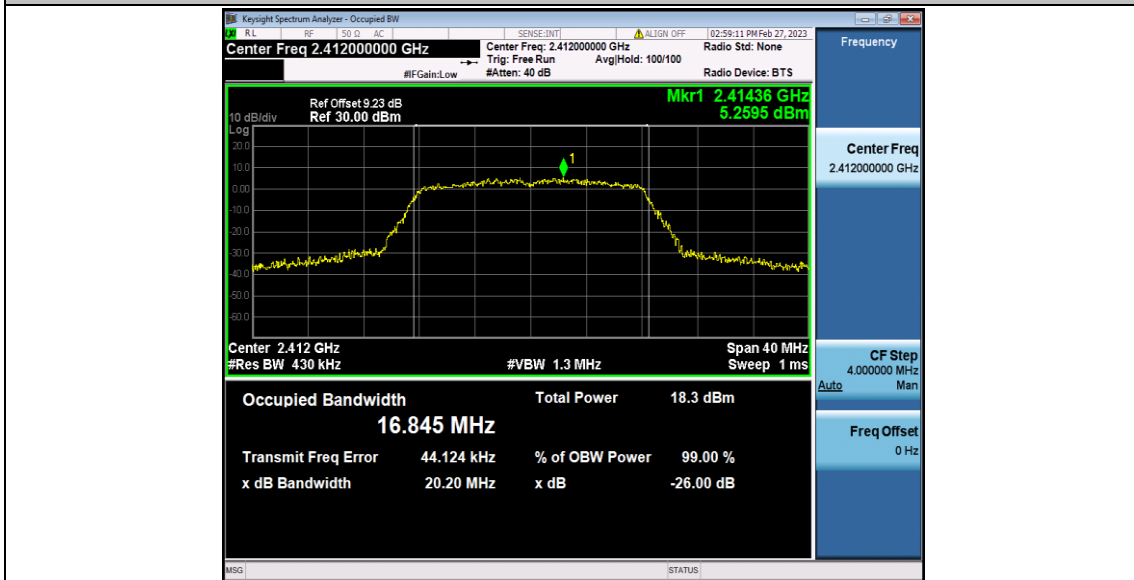 Keysight Spectrum Analyzer - Occupied BW
RL RF 50 Ω AC SENSE:INT ALIGN OFF 02:59:11 PM Feb 27, 2023
Center Freq 2.412000000 GHz
Center Freq: 2.412000000 GHz
Radio Std: None
Trig: Free Run Avg|Hold: 100/100
#IFGain:Low #Atten: 40 dB Radio Device: BTS
Mkr1 2.41436 GHz
5.2595 dBm
Ref Offset 9.23 dB
10 dB/div Ref 30.00 dBm
Log
20.0
10.0
0.00
-10.0
-20.0
-30.0
-40.0
-50.0
-60.0
1
Center 2.412 GHz Span 40 MHz
#Res BW 430 kHz #VBW 1.3 MHz Sweep 1 ms
Occupied Bandwidth Total Power 18.3 dBm
16.845 MHz
Transmit Freq Error 44.124 kHz % of OBW Power 99.00 %
x dB Bandwidth 20.20 MHz x dB -26.00 dB
MSG STATUS
Frequency
Center Freq
2.412000000 GHz
CF Step
4.000000 MHz
Auto Man
Freq Offset
0 Hz